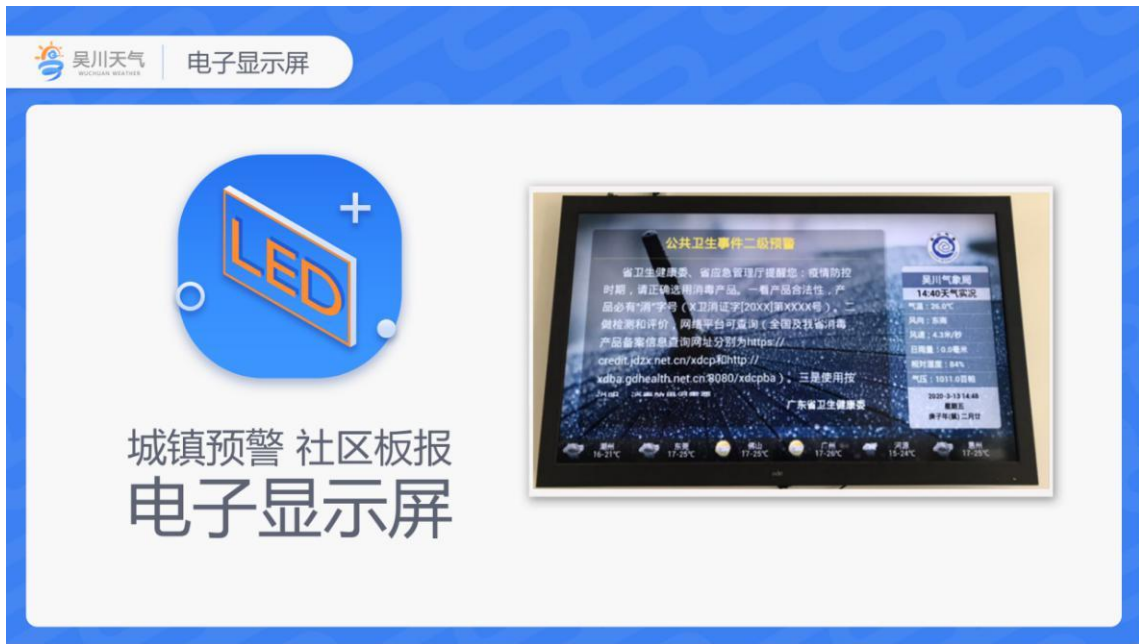 吴川天气
WUCHUAN WEATHER
电子显示屏
LED
城镇预警 社区板报
电子显示屏
公共卫生事件二级预警
省卫生健康委、省应急管理厅提醒您：疫情防控
时期，请正确选用消毒产品。一看产品合法性，产
品必有“消”字号（X卫消证字[20XX]第XXXX号）。二
做检测和评价，网络平台可查询（全国及我省消毒
产品备案信息查询网址分别为https://
credit.jdzx.net.cn/xdcp和http://
xdba.gdhealth.net.cn:8080/xdcpba）。三是使用按
广东省卫生健康委
吴川气象局
14:40天气实况
气温：26.0℃
风向：东南
风速：4.3米/秒
日雨量：0.0毫米
相对湿度：84%
气压：1011.0百帕
2020-3-13 14:48
星期五
庚子年(鼠) 二月廿
潮州
16-21℃
东莞
17-25℃
佛山
17-25℃
广州
17-26℃
河源
15-24℃
惠州
17-25℃